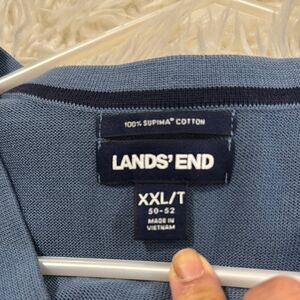 100% SUPIMA® COTTON
LANDS' END
XXL/T
50-52
MADE IN
VIETNAM